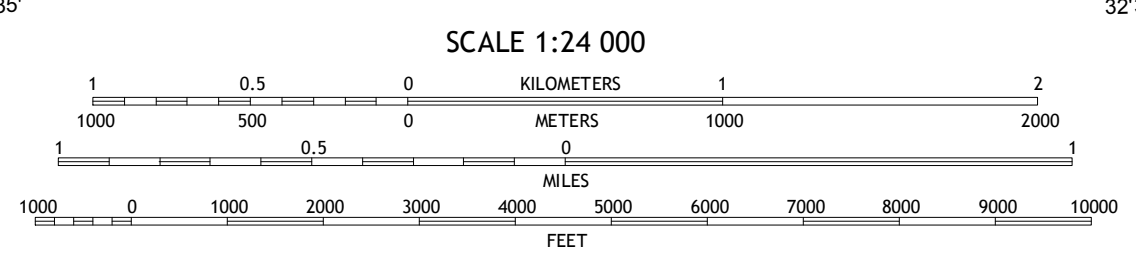 35'
32'
SCALE 1:24 000
1 0.5 0 KILOMETERS 1 2
1000 500 0 METERS 1000 2000
1 0.5 0 1
MILES
1000 0 1000 2000 3000 4000 5000 6000 7000 8000 9000 10000
FEET